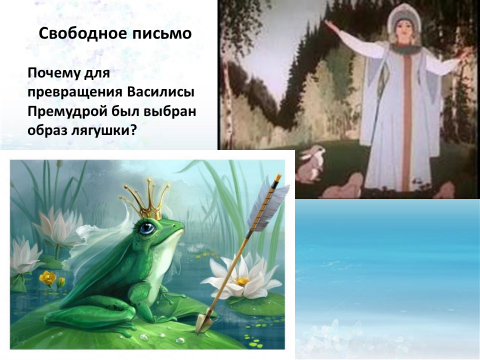 Свободное письмо
Почему для
превращения Василисы
Премудрой был выбран
образ лягушки?